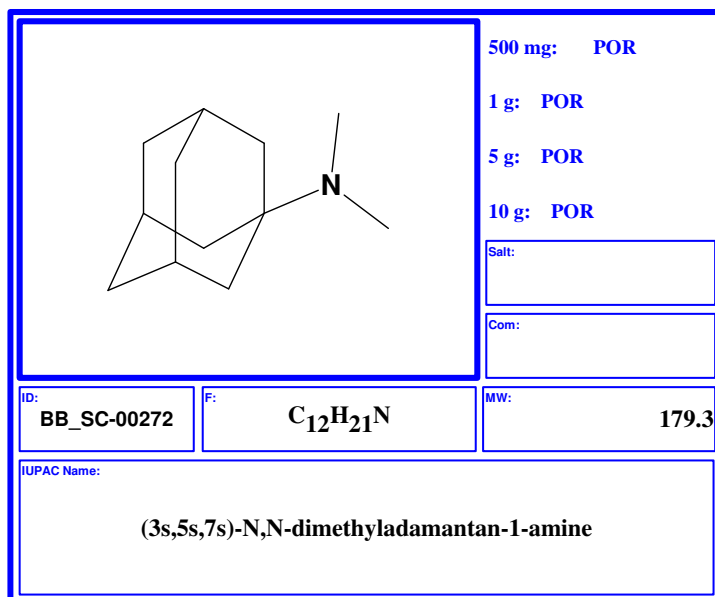 500 mg: POR
1 g: POR
5 g: POR
10 g: POR
N
Salt:
Com:
ID:
BB_SC-00272
F:
C12H21N
MW:
179.3
IUPAC Name:
(3s,5s,7s)-N,N-dimethyladamantan-1-amine